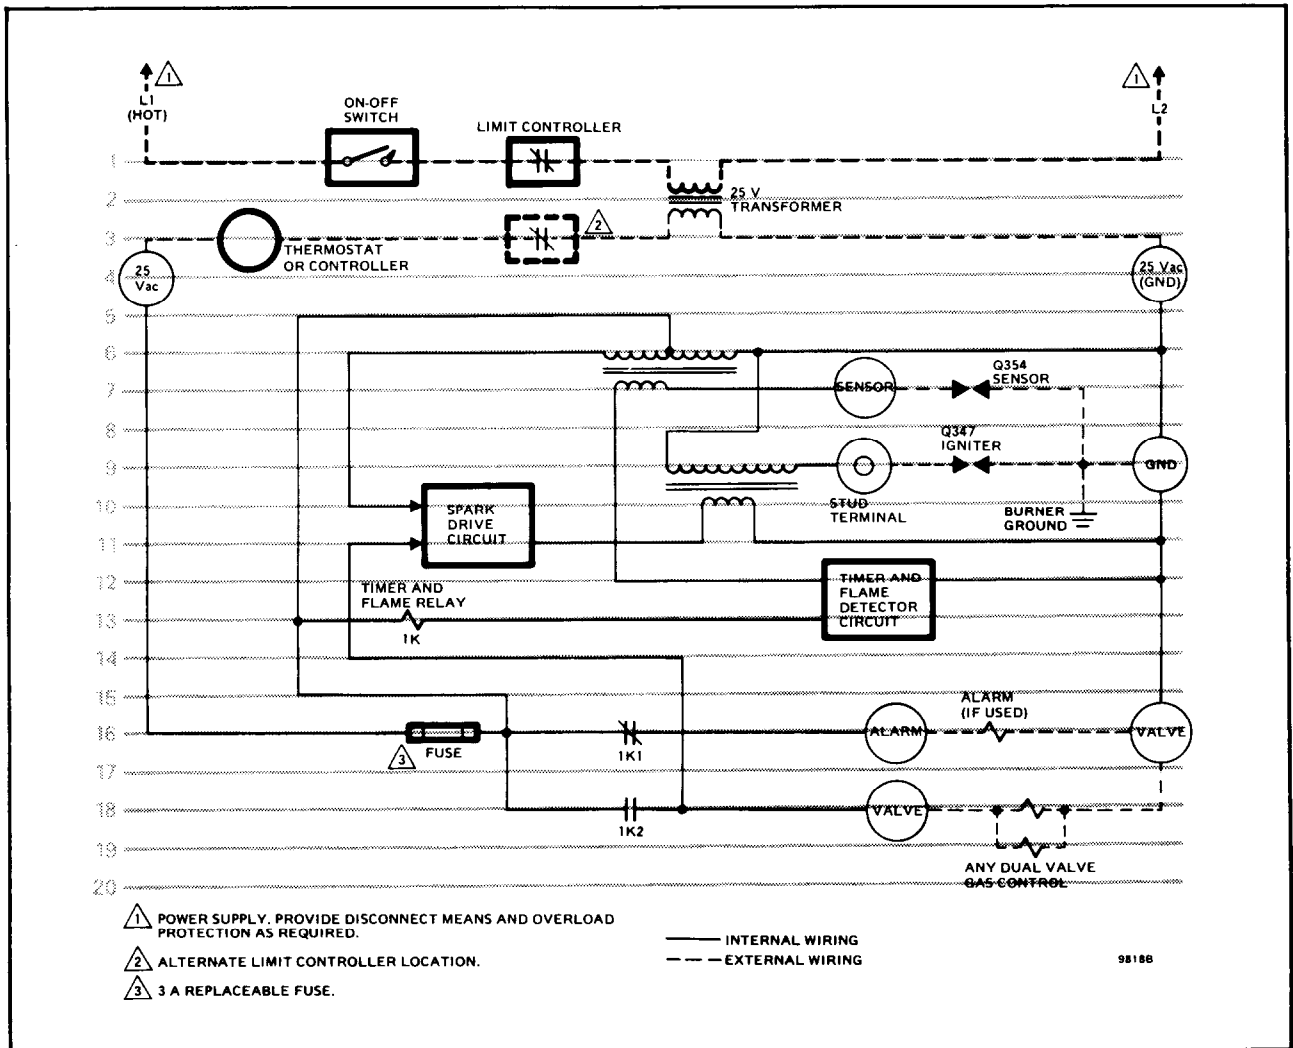 1
1
L1
(HOT)
L2
ON-OFF
SWITCH
LIMIT CONTROLLER
1
2
25 V
TRANSFORMER
3
2
THERMOSTAT
OR CONTROLLER
4
25
Vac
25 Vac
(GND)
5
6
7
SENSOR
Q354
SENSOR
8
Q347
IGNITER
9
GND
10
SPARK
DRIVE
CIRCUIT
STUD
TERMINAL
BURNER
GROUND
11
12
TIMER AND
FLAME RELAY
TIMER AND
FLAME
DETECTOR
CIRCUIT
13
1K
14
15
ALARM
(IF USED)
16
3
FUSE
1K1
ALARM
VALVE
17
18
1K2
VALVE
19
ANY DUAL VALVE
GAS CONTROL
20
1 POWER SUPPLY. PROVIDE DISCONNECT MEANS AND OVERLOAD
PROTECTION AS REQUIRED.
2 ALTERNATE LIMIT CONTROLLER LOCATION.
3 3 A REPLACEABLE FUSE.
INTERNAL WIRING
EXTERNAL WIRING
9818B